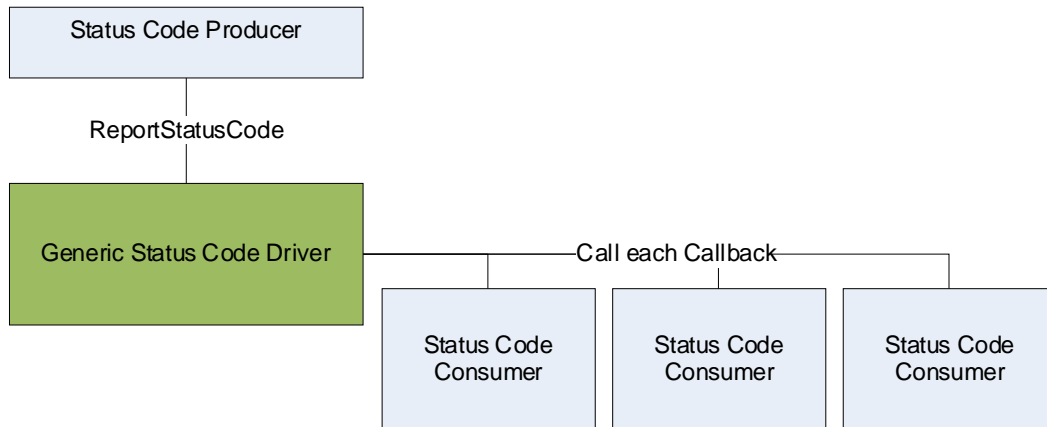 Status Code Producer
ReportStatusCode
Generic Status Code Driver
Call each Callback
Status Code
Consumer
Status Code
Consumer
Status Code
Consumer